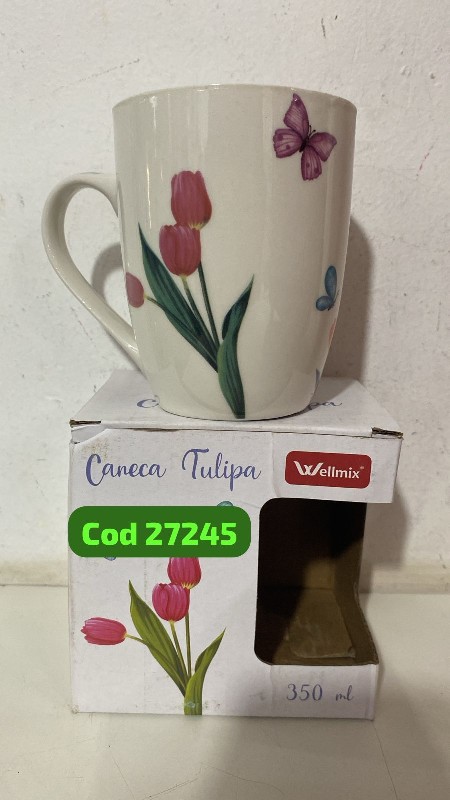 Caneca Tulipa
Wellmix®
Cod 27245
350 ml